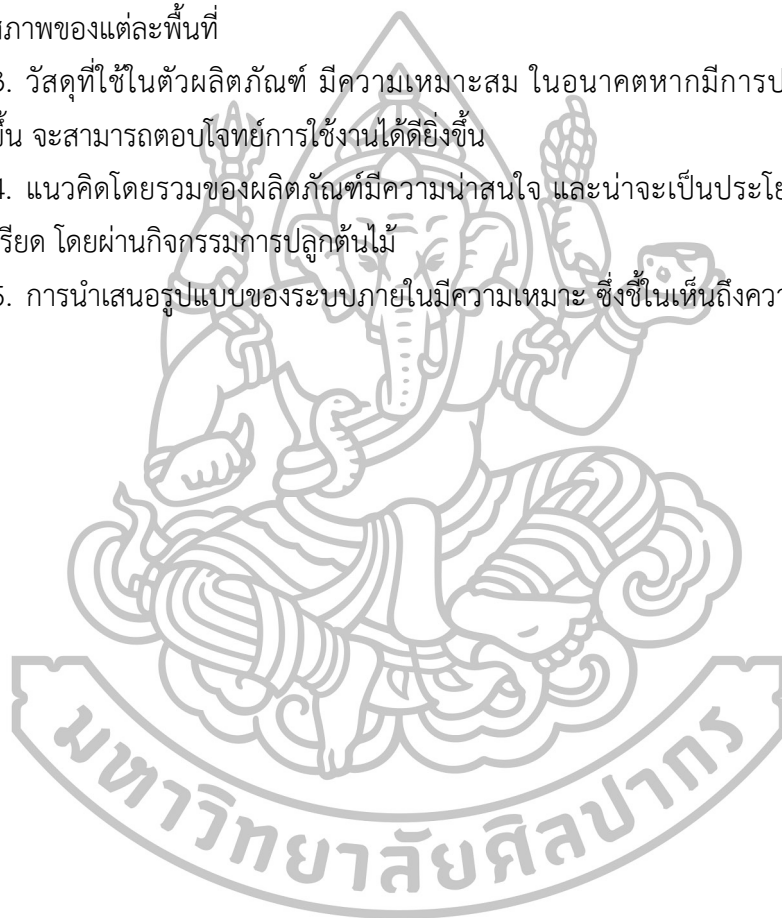 ภาพของแต่ละพื้นที่
3. วัสดุที่ใช้ในตัวผลิตภัณฑ์ มีความเหมาะสม ในอนาคตหากมีการป
ขึ้น จะสามารถตอบโจทย์การใช้งานได้ดียิ่งขึ้น
4. แนวคิดโดยรวมของผลิตภัณฑ์มีความน่าสนใจ และน่าจะเป็นประโย
รียด โดยผ่านกิจกรรมการปลูกต้นไม้
5. การนำเสนอรูปแบบของระบบภายในมีความเหมาะ ซึ่งชี้ในเห็นถึงควา
มหาวิทยาลัยศิลปากร